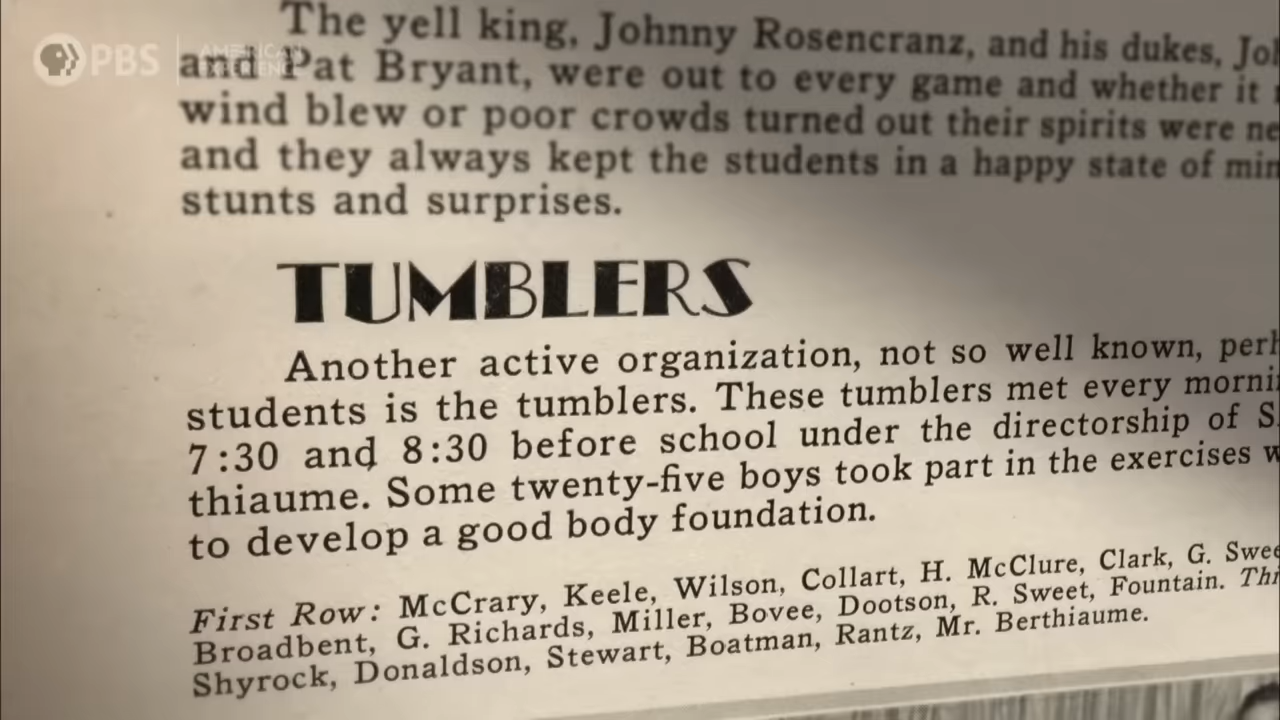 PBS AMERICAN EXPERIENCE
The yell king, Johnny Rosencranz, and his dukes,
and Pat Bryant, were out to every game and whether it
wind blew or poor crowds turned out their spirits were
and they always kept the students in a happy state of
stunts and surprises.
TUMBLERS
Another active organization, not so well known,
students is the tumblers. These tumblers met every
7:30 and 8:30 before school under the directorship of S.
thiaume. Some twenty-five boys took part in the exercises
to develop a good body foundation.
First Row: McCrary, Keele, Wilson, Collart, H. McClure, Clark, G.
Broadbent, G. Richards, Miller, Bovee, Dootson, R. Sweet, Fountain.
Shyrock, Donaldson, Stewart, Boatman, Rantz, Mr. Berthiaume.